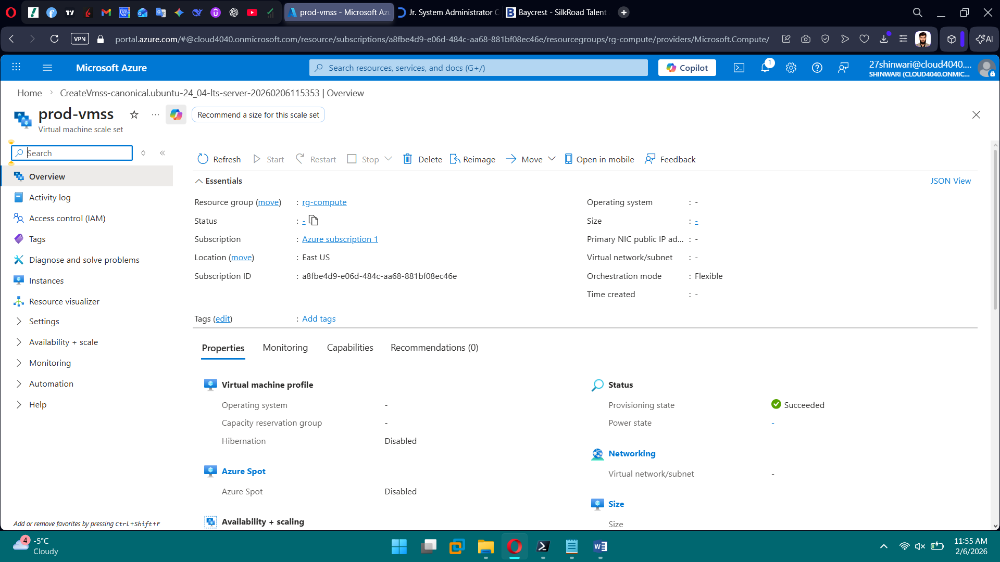 prod-vmss - Microsoft Azu
Jr. System Administrator C
Baycrest - SilkRoad Talent
VPN
portal.azure.com/#@cloud4040.onmicrosoft.com/resource/subscriptions/a8fbe4d9-e06d-484c-aa68-881bf08ec46e/resourcegroups/rg-compute/providers/Microsoft.Compute/
AI
Microsoft Azure
Search resources, services, and docs (G+/)
Copilot
1
27shinwari@cloud4040....
SHINWARI (CLOUD4040.ONMIC...
Home > CreateVmss-canonical.ubuntu-24_04-lts-server-20260206115353 | Overview
prod-vmss
Recommend a size for this scale set
Virtual machine scale set
Search
Refresh Start Restart Stop Delete Reimage Move Open in mobile Feedback
Overview
Activity log
Access control (IAM)
Tags
Diagnose and solve problems
Instances
Resource visualizer
Settings
Availability + scale
Monitoring
Automation
Help
Add or remove favorites by pressing Ctrl+Shift+F
Essentials
JSON View
Resource group (move) : rg-compute
Status : -
Subscription : Azure subscription 1
Location (move) : East US
Subscription ID : a8fbe4d9-e06d-484c-aa68-881bf08ec46e
Operating system : -
Size : -
Primary NIC public IP ad... : -
Virtual network/subnet : -
Orchestration mode : Flexible
Time created : -
Tags (edit) : Add tags
Properties Monitoring Capabilities Recommendations (0)
Virtual machine profile
Operating system -
Capacity reservation group -
Hibernation Disabled
Azure Spot
Azure Spot Disabled
Availability + scaling
Status
Provisioning state Succeeded
Power state -
Networking
Virtual network/subnet -
Size
Size
4
-5°C
Cloudy
11:55 AM
2/6/2026